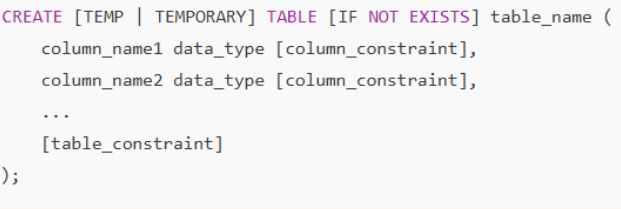 CREATE [TEMP | TEMPORARY] TABLE [IF NOT EXISTS] table_name (
    column_name1 data_type [column_constraint],
    column_name2 data_type [column_constraint],
    ...
    [table_constraint]
);